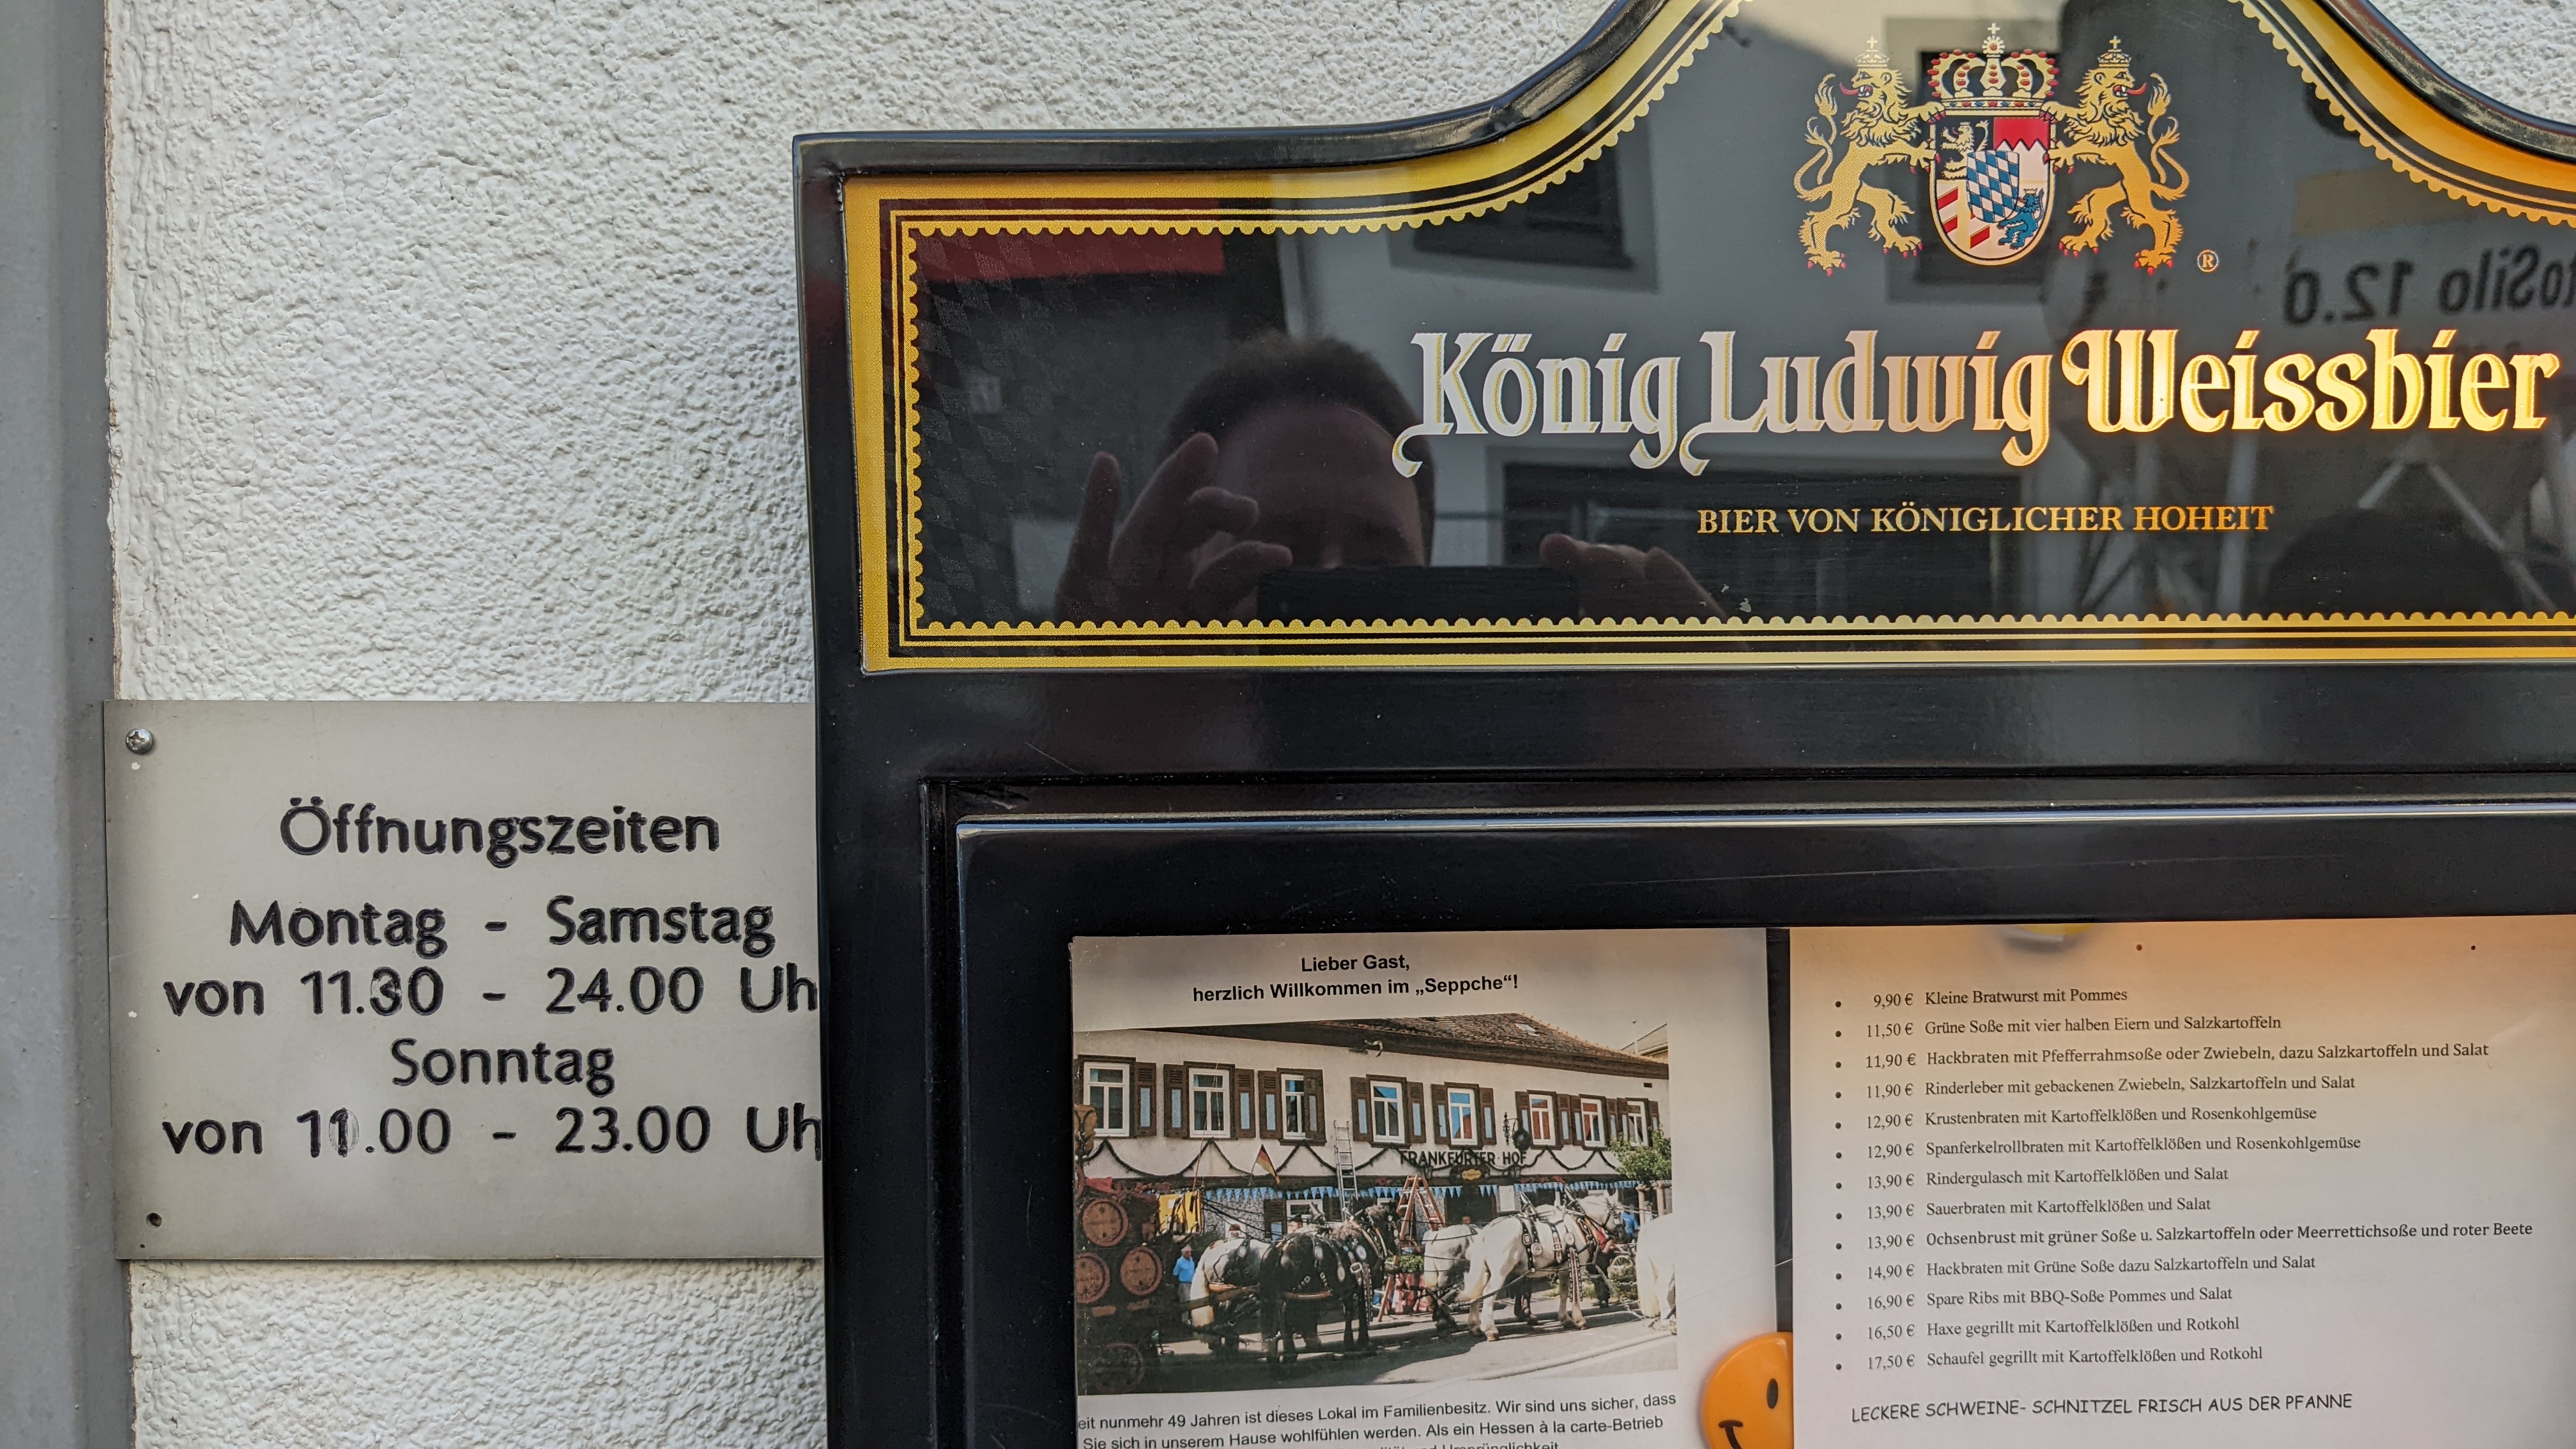 König Ludwig Weissbier
®
BIER VON KÖNIGLICHER HOHEIT
Öffnungszeiten
Montag - Samstag
von 11.30 - 24.00 Uh
Sonntag
von 11.00 - 23.00 Uh
Lieber Gast,
herzlich Willkommen im „Seppche“!
FRANKFURTER HOF
eit nunmehr 49 Jahren ist dieses Lokal im Familienbesitz. Wir sind uns sicher, dass
Sie sich in unserem Hause wohlfühlen werden. Als ein Hessen à la carte-Betrieb
• 9,90 € Kleine Bratwurst mit Pommes
• 11,50 € Grüne Soße mit vier halben Eiern und Salzkartoffeln
• 11,90 € Hackbraten mit Pfefferrahmsoße oder Zwiebeln, dazu Salzkartoffeln und Salat
• 11,90 € Rinderleber mit gebackenen Zwiebeln, Salzkartoffeln und Salat
• 12,90 € Krustenbraten mit Kartoffelklößen und Rosenkohlgemüse
• 12,90 € Spanferkelrollbraten mit Kartoffelklößen und Rosenkohlgemüse
• 13,90 € Rindergulasch mit Kartoffelklößen und Salat
• 13,90 € Sauerbraten mit Kartoffelklößen und Salat
• 13,90 € Ochsenbrust mit grüner Soße u. Salzkartoffeln oder Meerrettichsoße und roter Beete
• 14,90 € Hackbraten mit Grüne Soße dazu Salzkartoffeln und Salat
• 16,90 € Spare Ribs mit BBQ-Soße Pommes und Salat
• 16,50 € Haxe gegrillt mit Kartoffelklößen und Rotkohl
• 17,50 € Schaufel gegrillt mit Kartoffelklößen und Rotkohl
LECKERE SCHWEINE- SCHNITZEL FRISCH AUS DER PFANNE